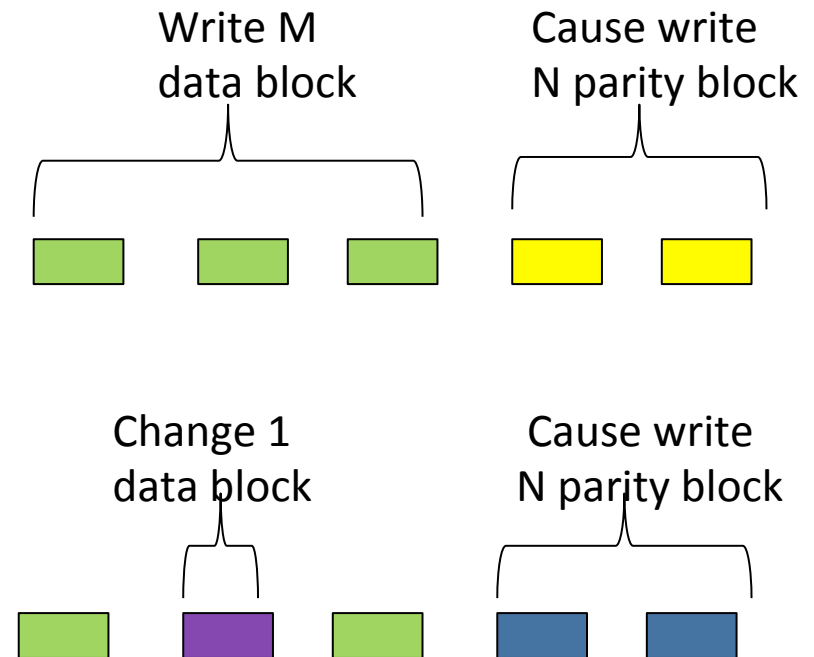 Write M
data block
Cause write
N parity block
Change 1
data block
Cause write
N parity block